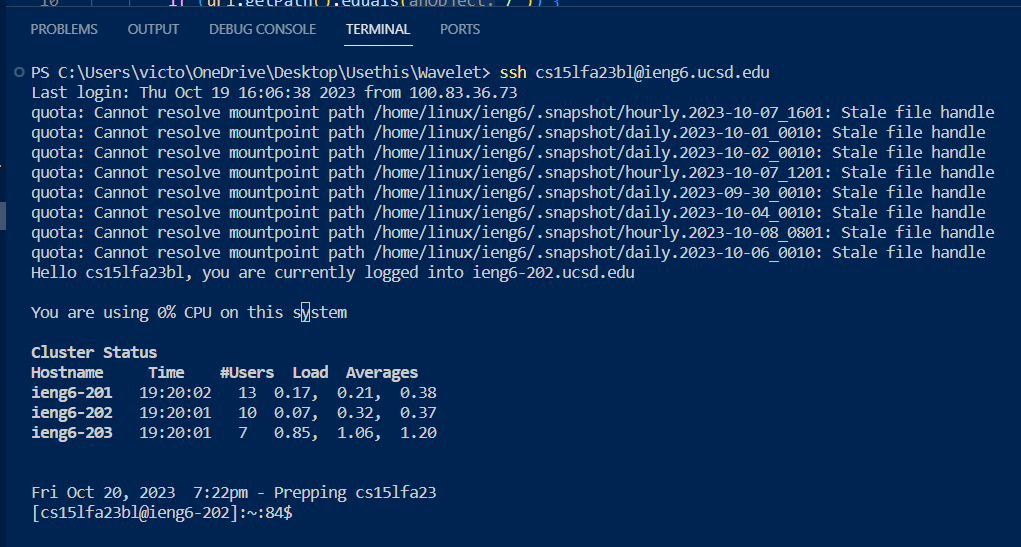 10 if (url.getPath().equals(anObject: "/")) {
PROBLEMS OUTPUT DEBUG CONSOLE TERMINAL PORTS
PS C:\Users\victo\OneDrive\Desktop\Usethis\Wavelet> ssh cs15lfa23bl@ieng6.ucsd.edu
Last login: Thu Oct 19 16:06:38 2023 from 100.83.36.73
quota: Cannot resolve mountpoint path /home/linux/ieng6/.snapshot/hourly.2023-10-07_1601: Stale file handle
quota: Cannot resolve mountpoint path /home/linux/ieng6/.snapshot/daily.2023-10-01_0010: Stale file handle
quota: Cannot resolve mountpoint path /home/linux/ieng6/.snapshot/daily.2023-10-02_0010: Stale file handle
quota: Cannot resolve mountpoint path /home/linux/ieng6/.snapshot/hourly.2023-10-07_1201: Stale file handle
quota: Cannot resolve mountpoint path /home/linux/ieng6/.snapshot/daily.2023-09-30_0010: Stale file handle
quota: Cannot resolve mountpoint path /home/linux/ieng6/.snapshot/daily.2023-10-04_0010: Stale file handle
quota: Cannot resolve mountpoint path /home/linux/ieng6/.snapshot/hourly.2023-10-08_0801: Stale file handle
quota: Cannot resolve mountpoint path /home/linux/ieng6/.snapshot/daily.2023-10-06_0010: Stale file handle
Hello cs15lfa23bl, you are currently logged into ieng6-202.ucsd.edu
You are using 0% CPU on this system
Cluster Status
Hostname Time #Users Load Averages
ieng6-201 19:20:02 13 0.17, 0.21, 0.38
ieng6-202 19:20:01 10 0.07, 0.32, 0.37
ieng6-203 19:20:01 7 0.85, 1.06, 1.20
Fri Oct 20, 2023 7:22pm - Prepping cs15lfa23
[cs15lfa23bl@ieng6-202]:~:84$